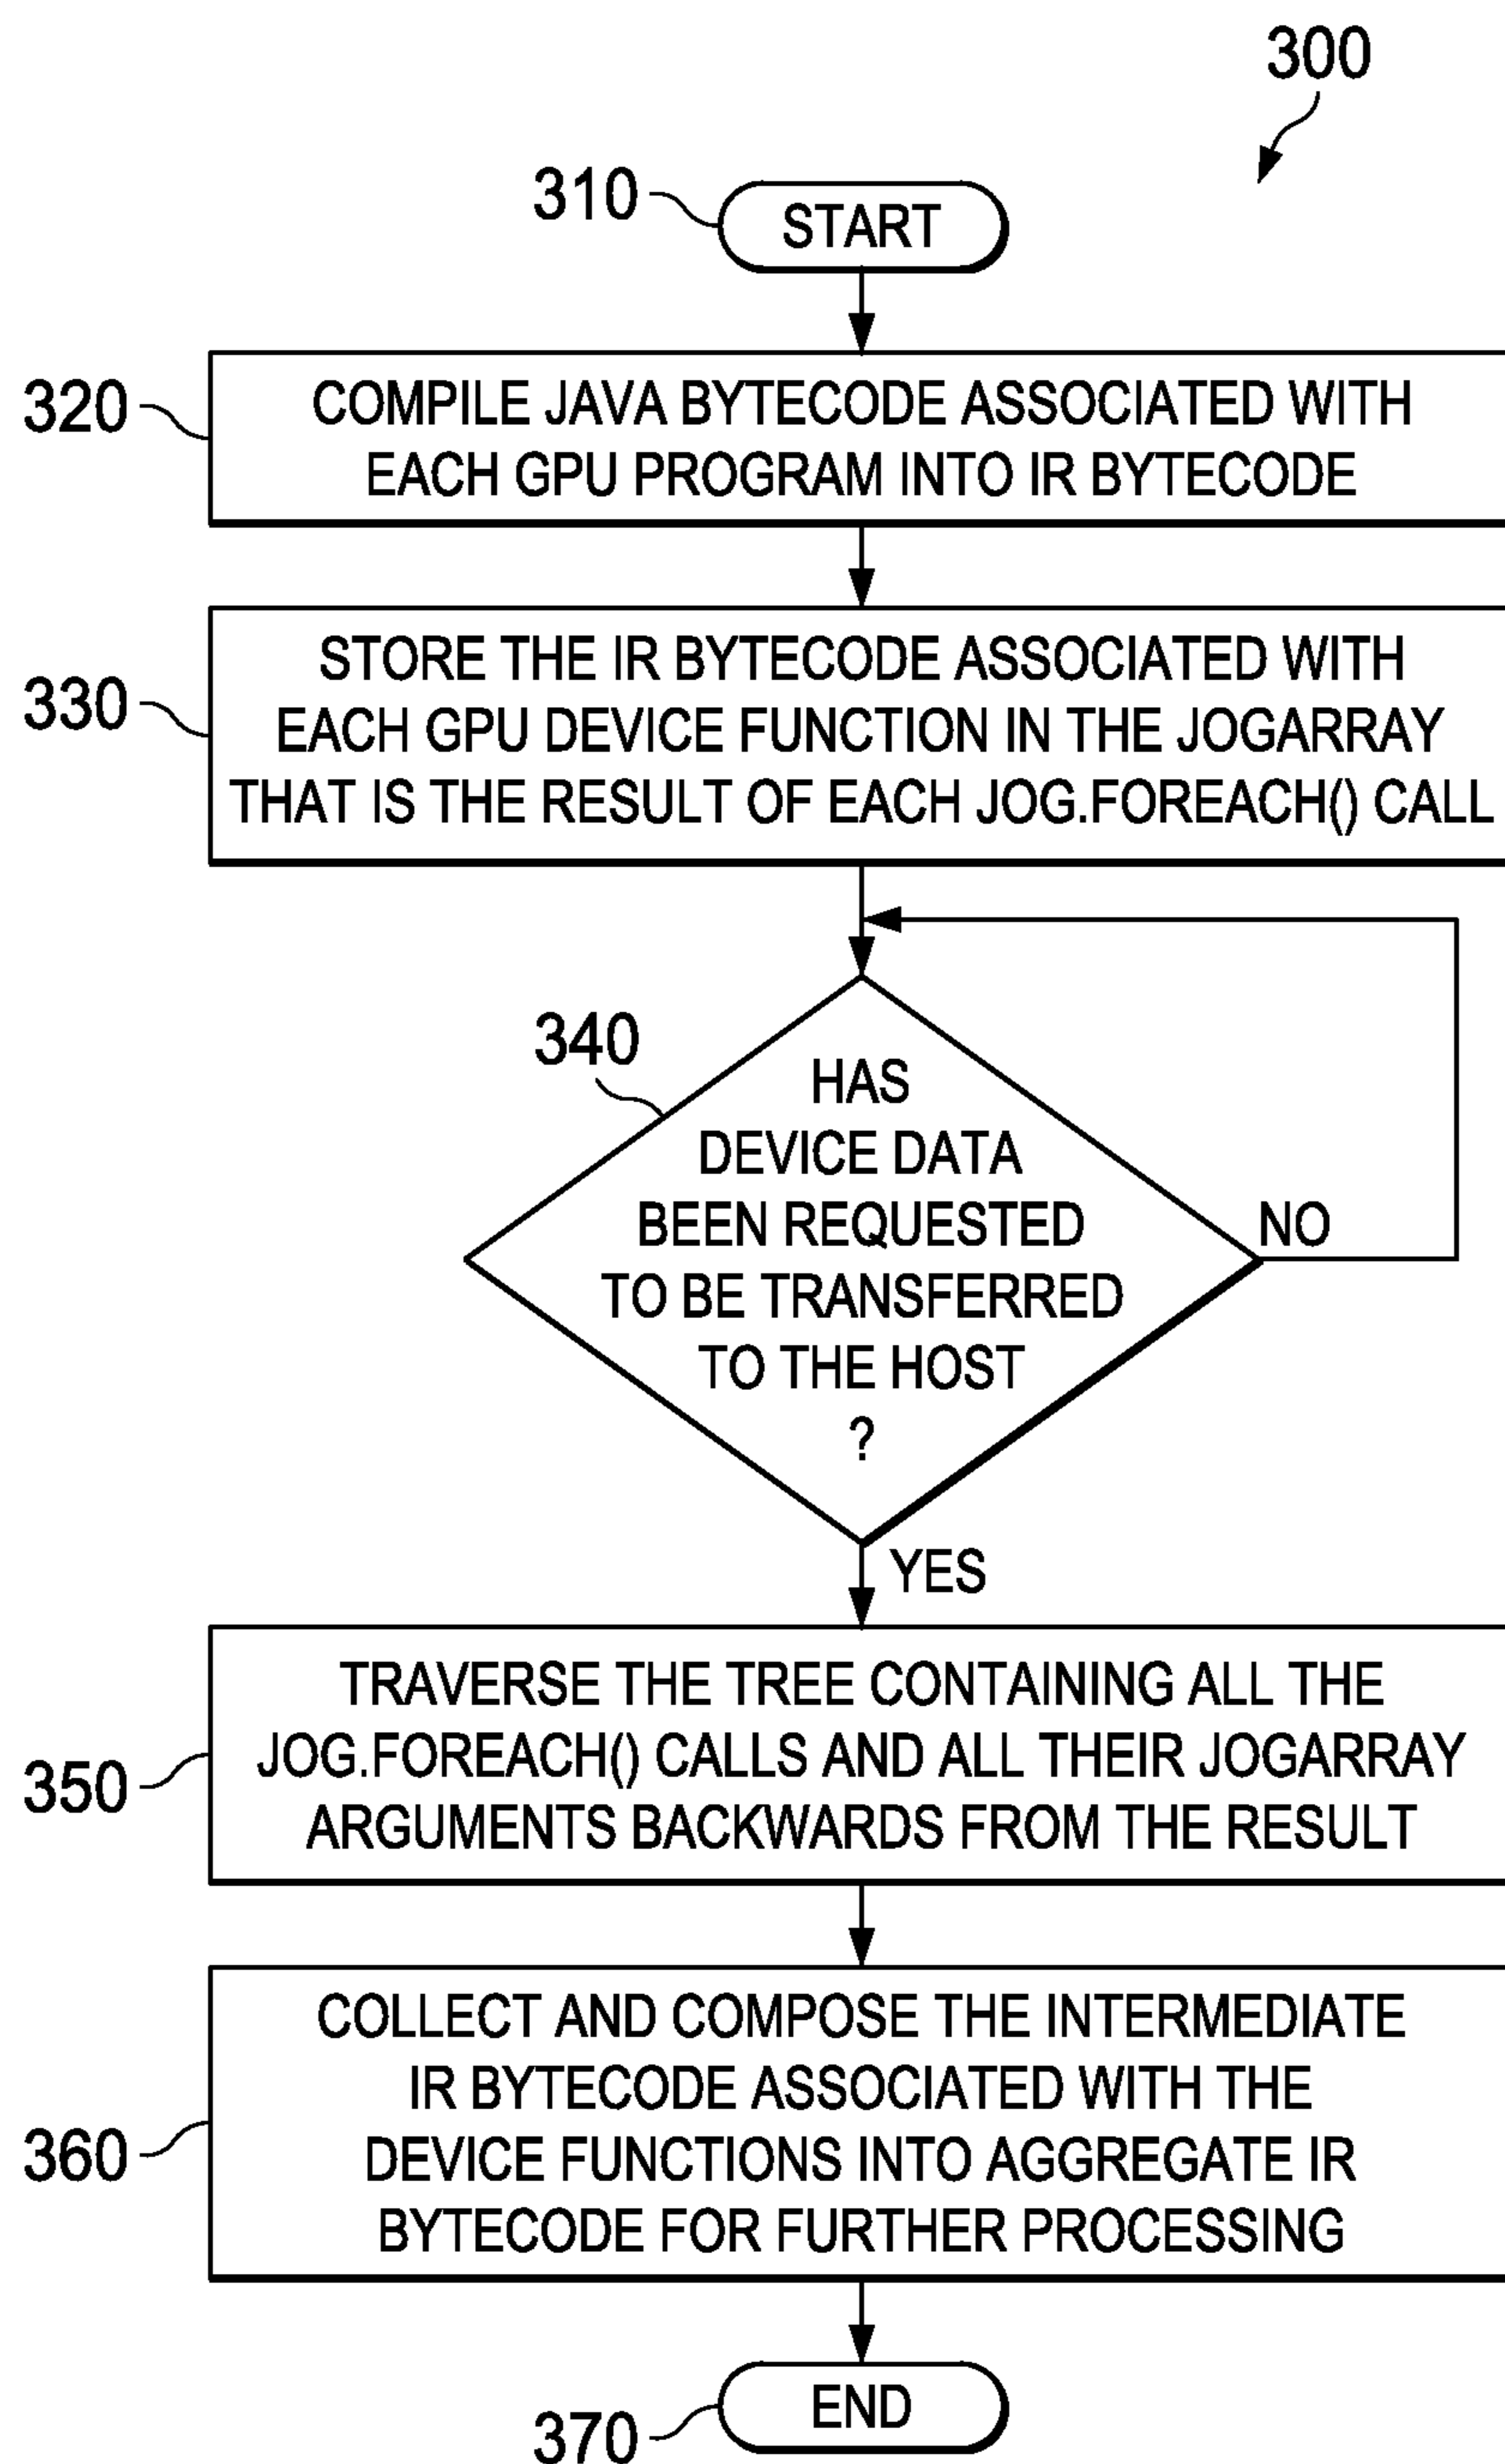 300
310
START
320
COMPILE JAVA BYTECODE ASSOCIATED WITH
EACH GPU PROGRAM INTO IR BYTECODE
330
STORE THE IR BYTECODE ASSOCIATED WITH
EACH GPU DEVICE FUNCTION IN THE JOGARRAY
THAT IS THE RESULT OF EACH JOG.FOREACH() CALL
340
HAS
DEVICE DATA
BEEN REQUESTED
TO BE TRANSFERRED
TO THE HOST
?
NO
YES
350
TRAVERSE THE TREE CONTAINING ALL THE
JOG.FOREACH() CALLS AND ALL THEIR JOGARRAY
ARGUMENTS BACKWARDS FROM THE RESULT
360
COLLECT AND COMPOSE THE INTERMEDIATE
IR BYTECODE ASSOCIATED WITH THE
DEVICE FUNCTIONS INTO AGGREGATE IR
BYTECODE FOR FURTHER PROCESSING
370
END